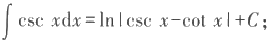 ∫ csc xdx = ln | csc x - cot x | + C;